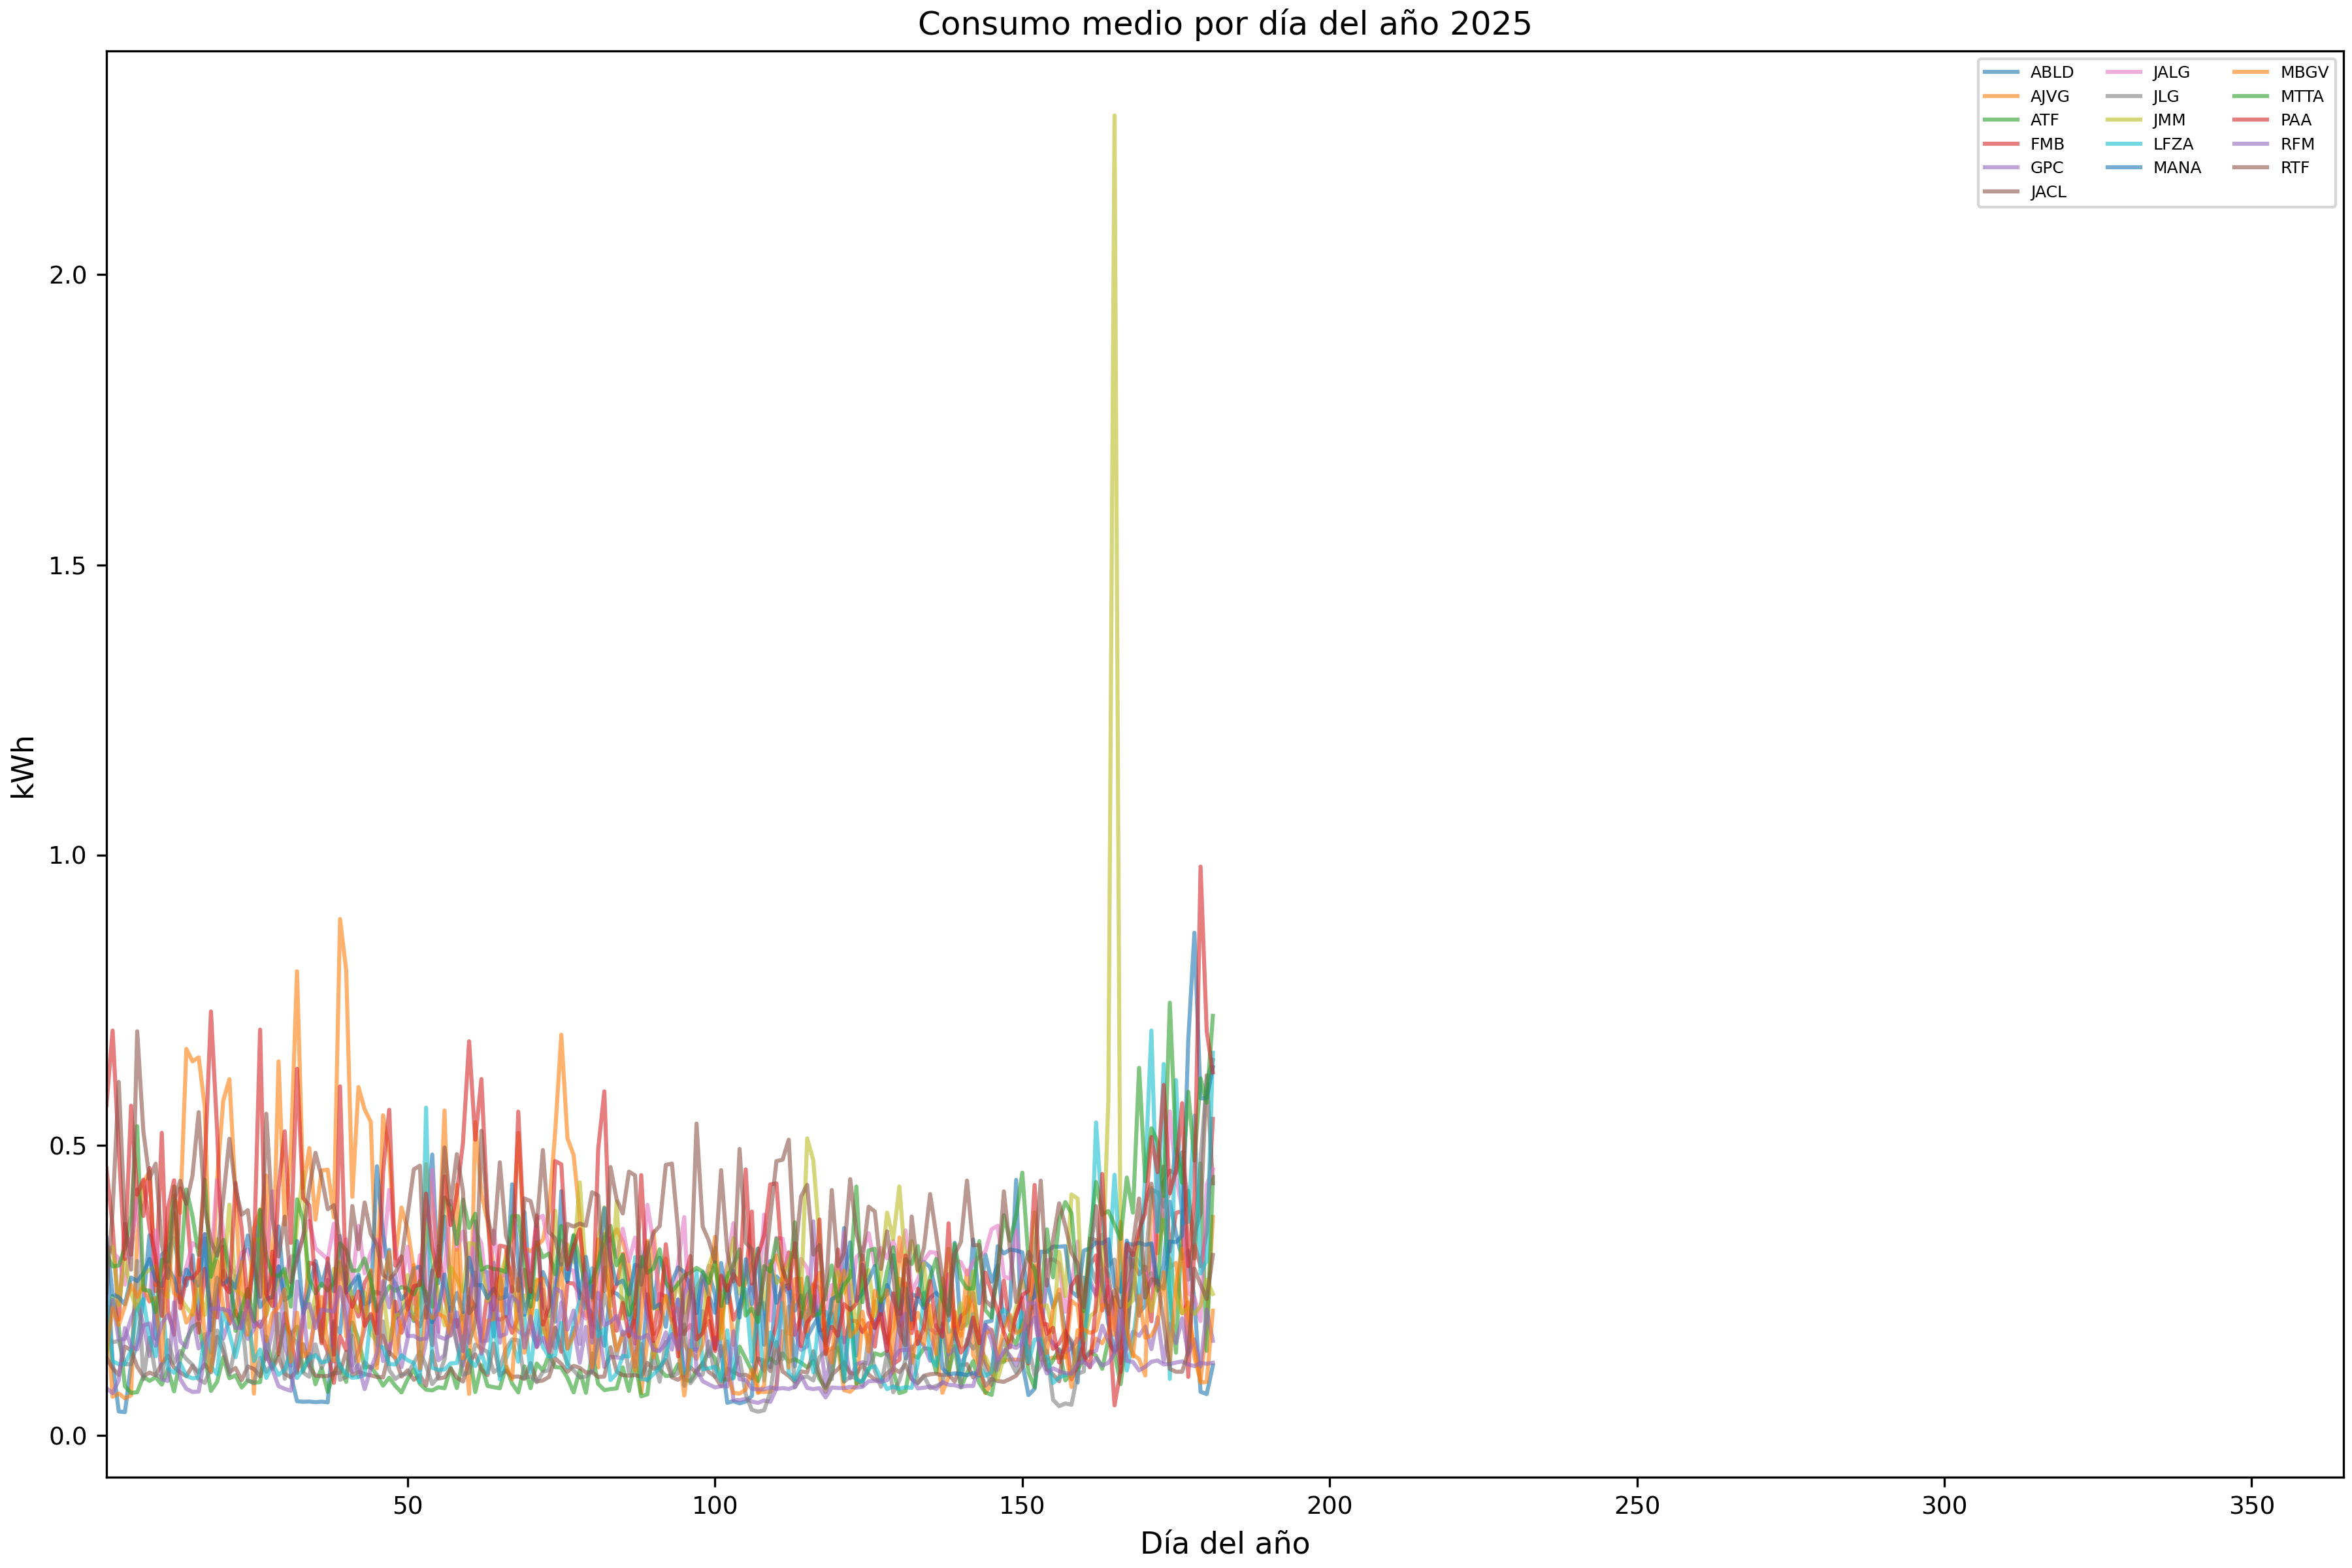 Consumo medio por día del año 2025
ABLD JALG MBGV
AJVG JLG MTTA
ATF JMM PAA
FMB LFZA RFM
GPC MANA RTF
JACL
2.0
1.5
1.0
0.5
0.0
kWh
50 100 150 200 250 300 350
Día del año